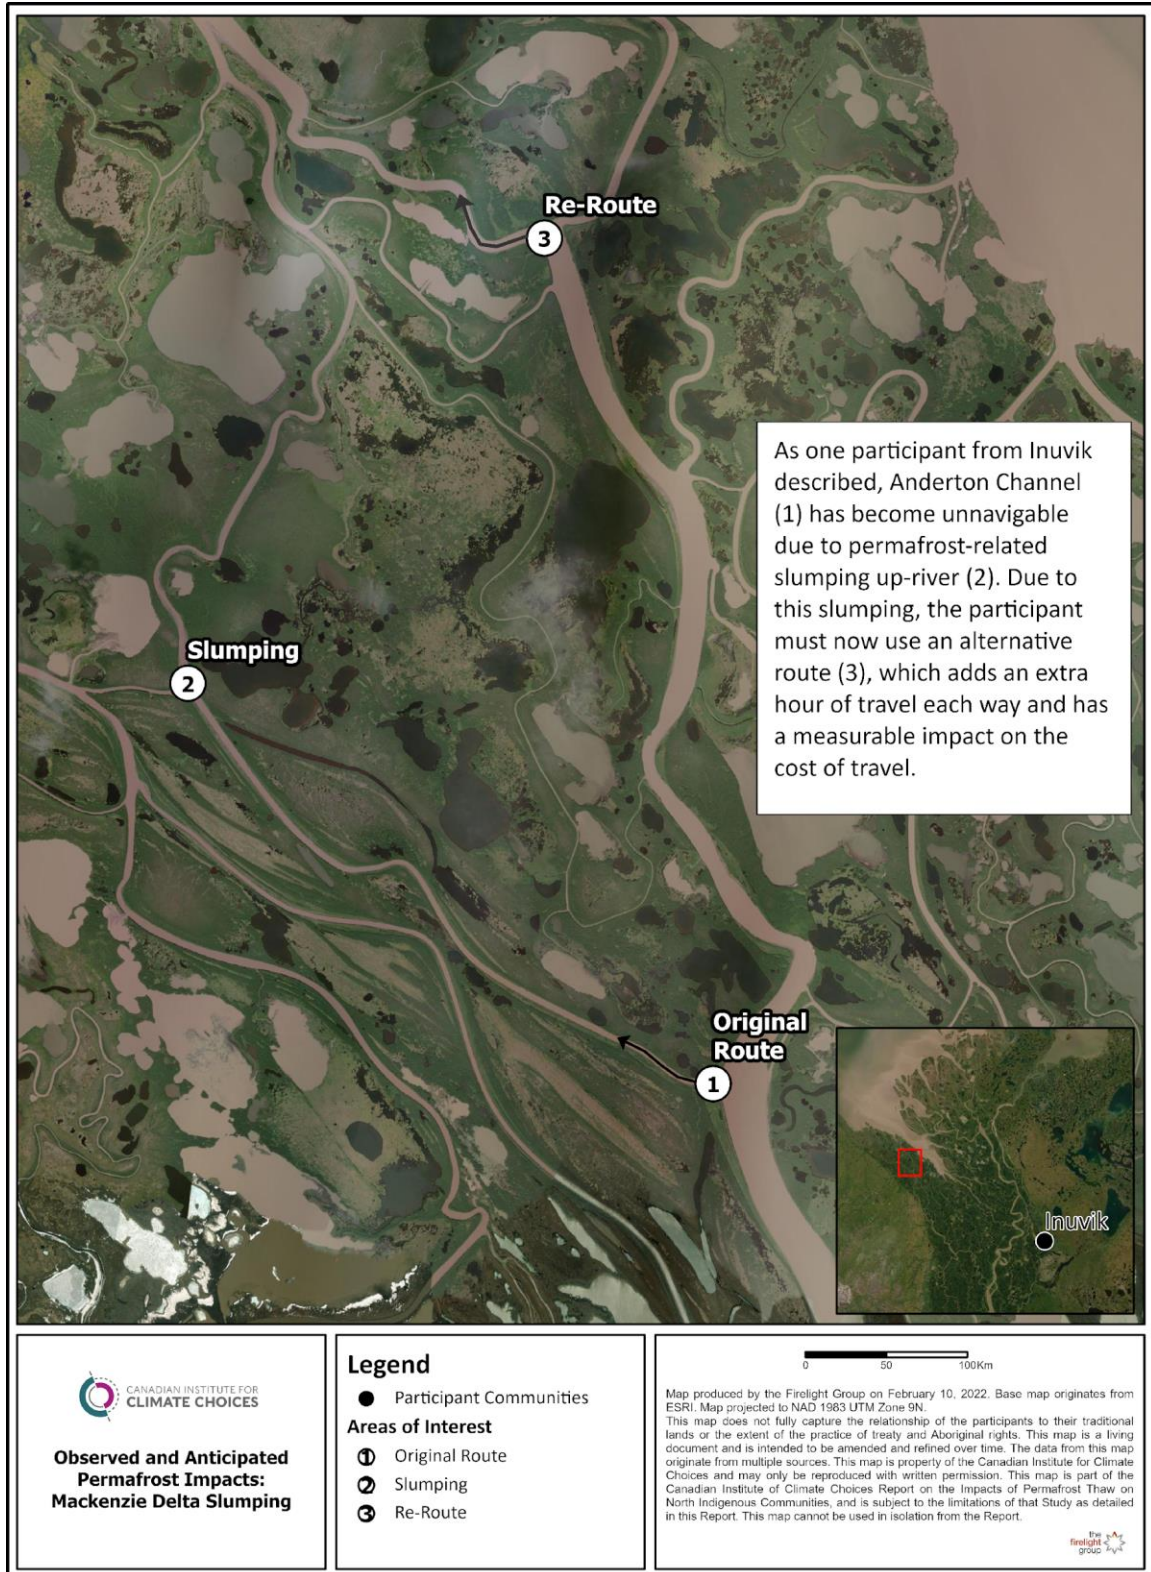 Re-Route
3
As one participant from Inuvik
described, Anderton Channel
(1) has become unnavigable
due to permafrost-related
slumping up-river (2). Due to
this slumping, the participant
must now use an alternative
route (3), which adds an extra
hour of travel each way and has
a measurable impact on the
cost of travel.
Slumping
2
Original
Route
1
Inuvik
CANADIAN INSTITUTE FOR
CLIMATE CHOICES
Observed and Anticipated
Permafrost Impacts:
Mackenzie Delta Slumping
Legend
Participant Communities
Areas of Interest
1 Original Route
2 Slumping
3 Re-Route
0 50 100Km
Map produced by the Firelight Group on February 10, 2022. Base map originates from
ESRI. Map projected to NAD 1983 UTM Zone 9N.
This map does not fully capture the relationship of the participants to their traditional
lands or the extent of the practice of treaty and Aboriginal rights. This map is a living
document and is intended to be amended and refined over time. The data from this map
originate from multiple sources. This map is property of the Canadian Institute for Climate
Choices and may only be reproduced with written permission. This map is part of the
Canadian Institute of Climate Choices Report on the Impacts of Permafrost Thaw on
North Indigenous Communities, and is subject to the limitations of that Study as detailed
in this Report. This map cannot be used in isolation from the Report.
the
firelight
group